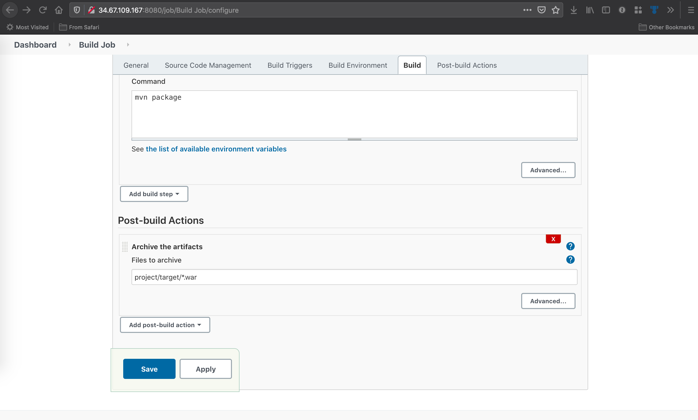 34.67.109.167:8080/job/Build Job/configure
Most Visited
From Safari
Other Bookmarks
Dashboard
Build Job
General
Source Code Management
Build Triggers
Build Environment
Build
Post-build Actions
Command
mvn package
See the list of available environment variables
Advanced...
Add build step
Post-build Actions
X
Archive the artifacts
?
Files to archive
?
project/target/*.war
Advanced...
Add post-build action
Save
Apply